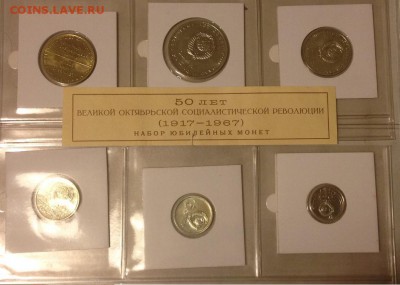 COINS.LAVE.RU
50 ЛЕТ
ВЕЛИКОЙ ОКТЯБРЬСКОЙ СОЦИАЛИСТИЧЕСКОЙ РЕВОЛЮЦИИ
(1917—1967)
НАБОР ЮБИЛЕЙНЫХ МОНЕТ